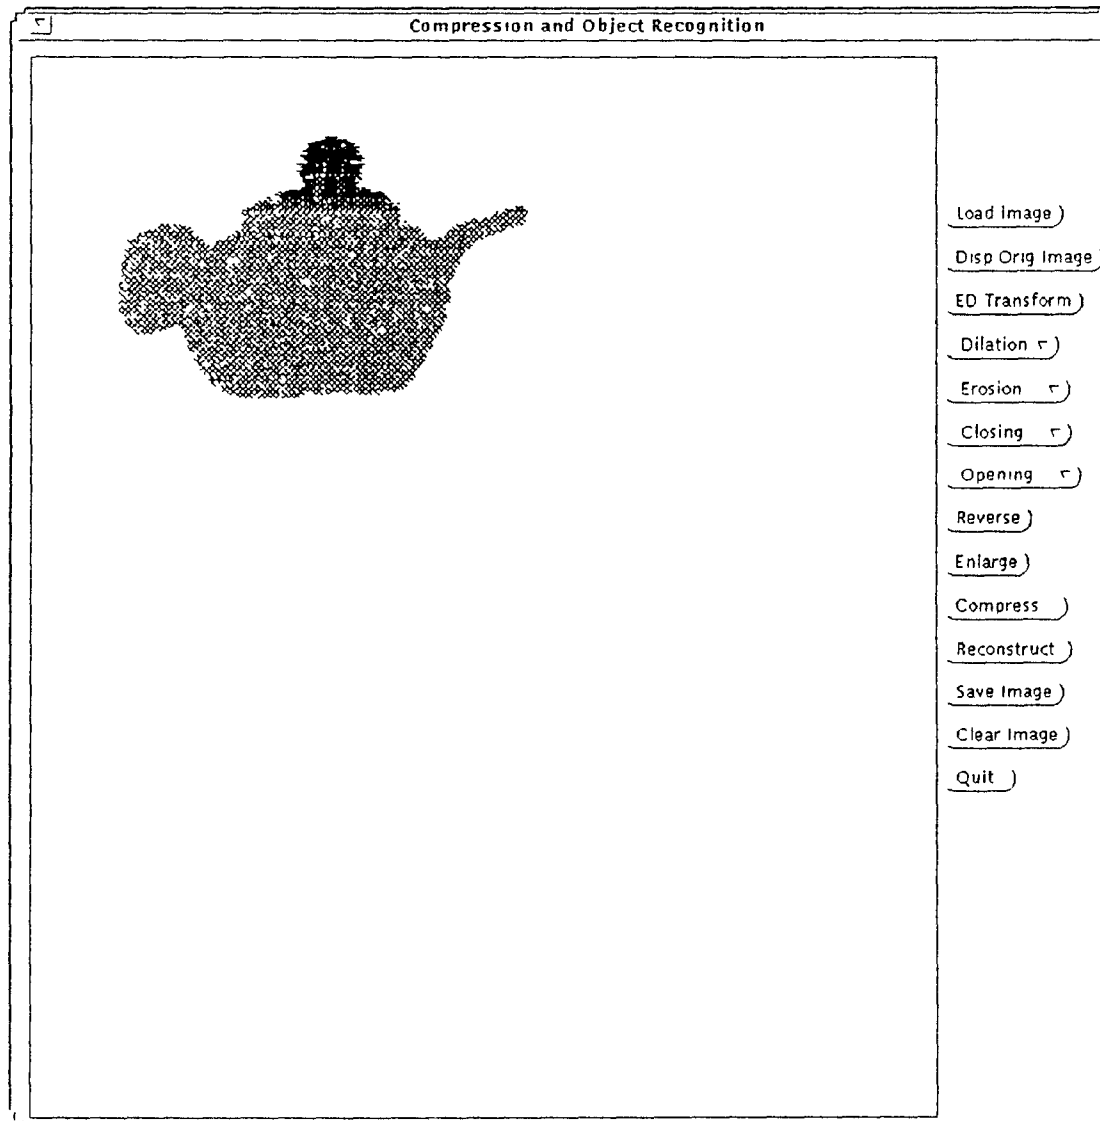 Compression and Object Recognition
Load Image
Disp Orig Image
ED Transform
Dilation
Erosion
Closing
Opening
Reverse
Enlarge
Compress
Reconstruct
Save Image
Clear Image
Quit